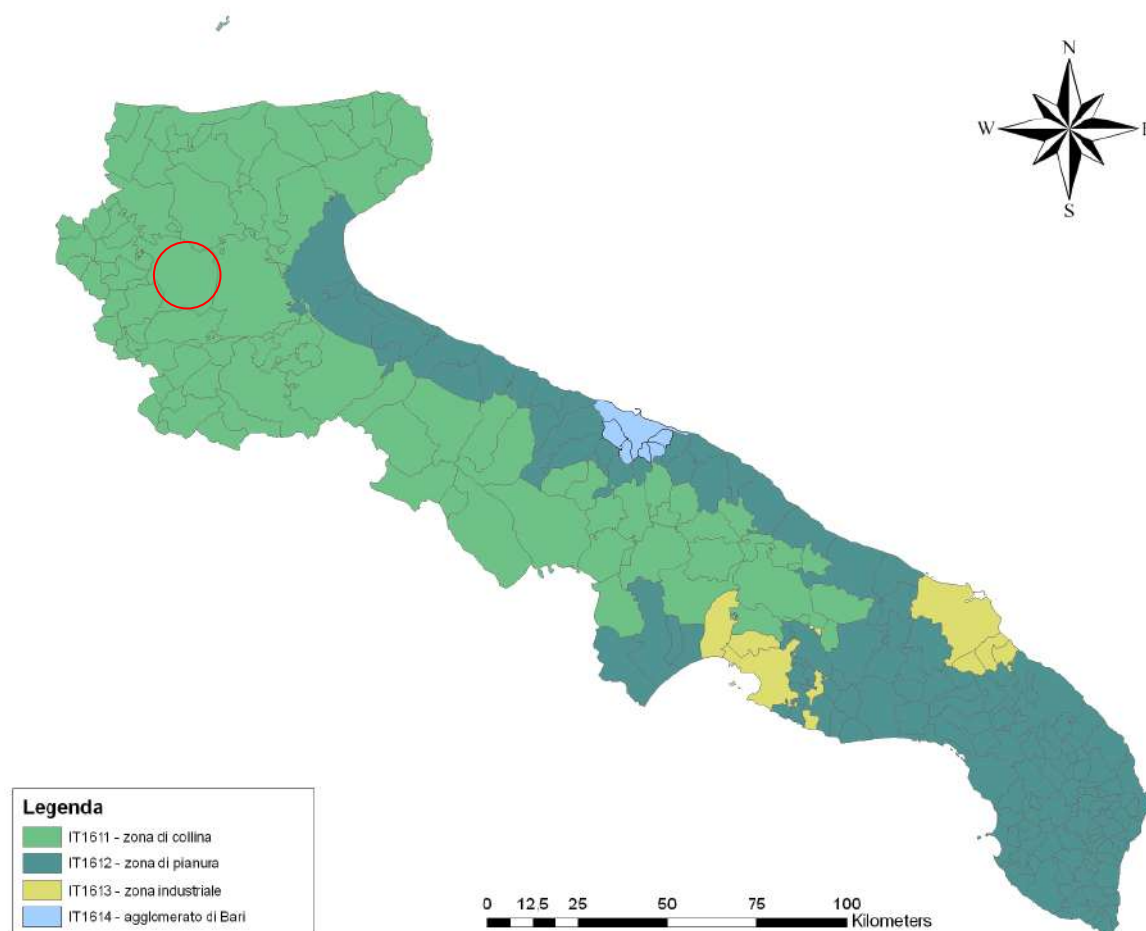 N
W
S
Legenda
IT1611 - zona di collina
IT1612 - zona di pianura
IT1613 - zona industriale
IT1614 - agglomerato di Bari
0 12,5 25 50 75 100
Kilometers